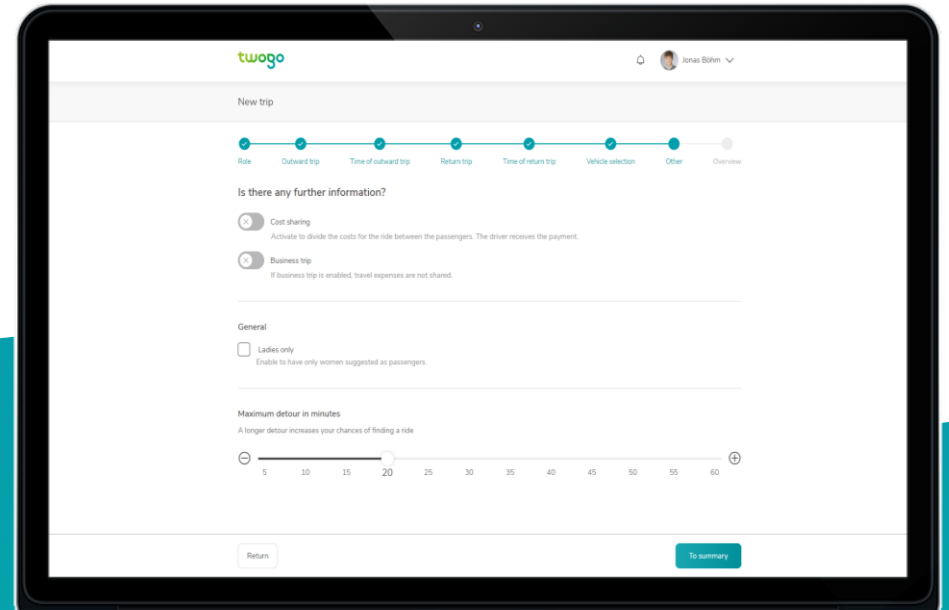 twogo
Jonas Böhm
New trip
Role Outward trip Time of outward trip Return trip Time of return trip Vehicle selection Other Overview
Is there any further information?
Cost sharing
Activate to divide the costs for the ride between the passengers. The driver receives the payment.
Business trip
If business trip is enabled, travel expenses are not shared.
General
Ladies only
Enable to have only women suggested as passengers.
Maximum detour in minutes
A longer detour increases your chances of finding a ride
5 10 15 20 25 30 35 40 45 50 55 60
Return To summary